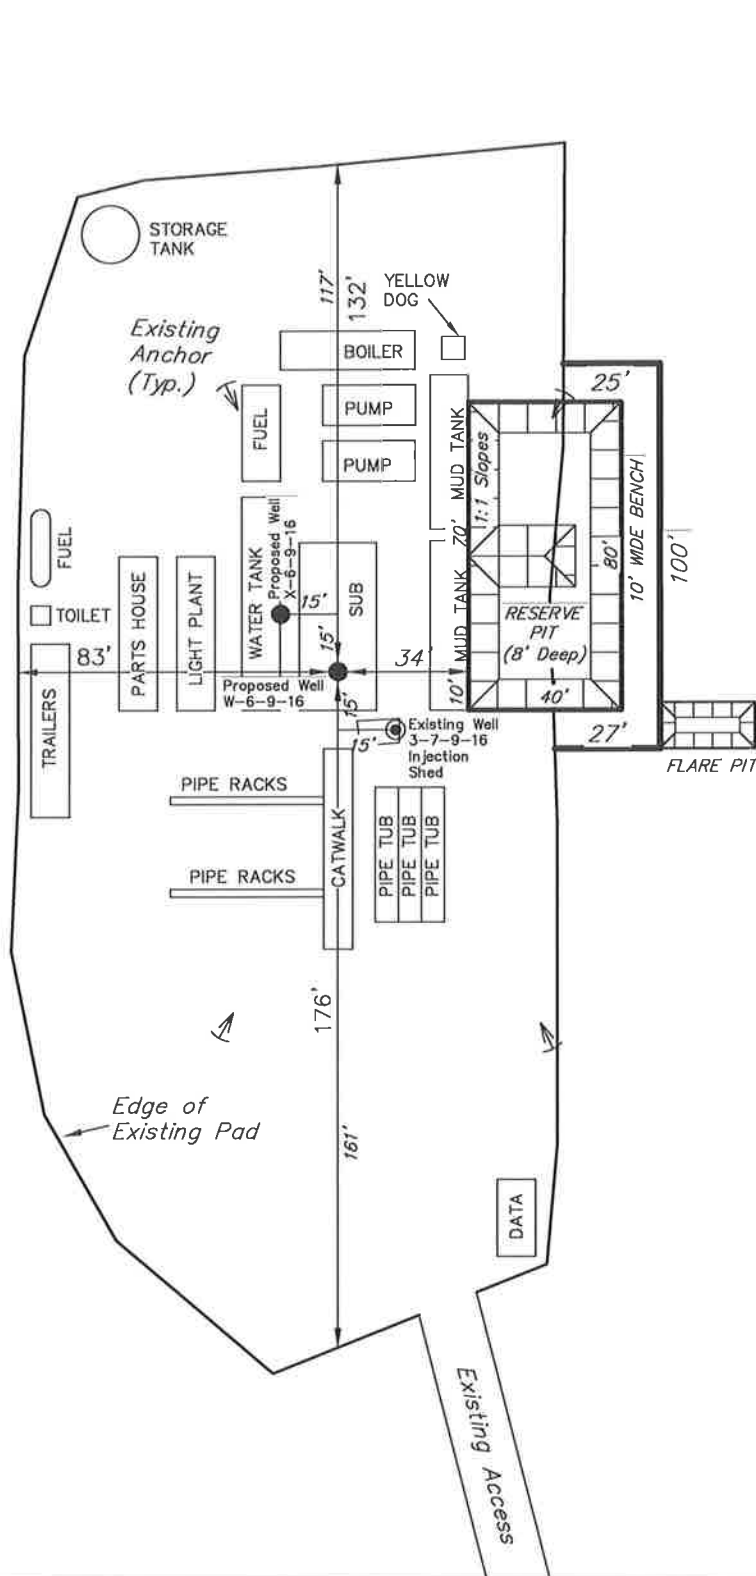 STORAGE
TANK
117'
132'
YELLOW
DOG
Existing
Anchor
(Typ.)
BOILER
PUMP
PUMP
FUEL
MUD TANK
70'
MUD TANK
1:1 Slopes
25'
10' WIDE BENCH
100'
80'
RESERVE
PIT
(8' Deep)
40'
10'
27'
FLARE PIT
FUEL
TOILET
PARTS HOUSE
LIGHT PLANT
WATER TANK
Proposed Well
X-6-9-16
15'
15'
SUB
83'
34'
TRAILERS
Proposed Well
W-6-9-16
15'
15'
Existing Well
3-7-9-16
Injection
Shed
PIPE RACKS
PIPE RACKS
CATWALK
PIPE TUB
PIPE TUB
PIPE TUB
176'
161'
Edge of
Existing Pad
DATA
Existing Access